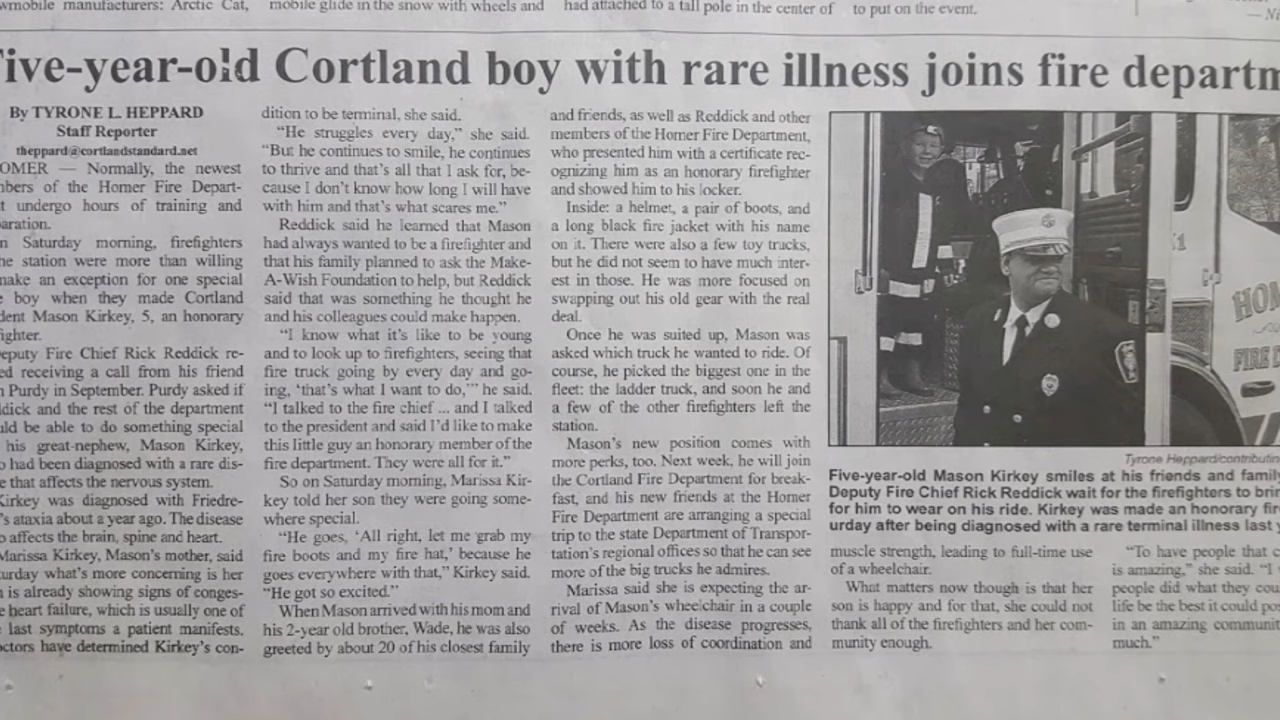 wmobile manufacturers: Arctic Cat,
mobile glide in the snow with wheels and
had attached to a tall pole in the center of
to put on the event.
Five-year-old Cortland boy with rare illness joins fire departm
By TYRONE L. HEPPARD
Staff Reporter
theppard@cortlandstandard.net
OMER — Normally, the newest
bers of the Homer Fire Depart-
t undergo hours of training and
aration.
n Saturday morning, firefighters
he station were more than willing
make an exception for one special
e boy when they made Cortland
dent Mason Kirkey, 5, an honorary
ighter.
eputy Fire Chief Rick Reddick re-
ed receiving a call from his friend
n Purdy in September. Purdy asked if
ddick and the rest of the department
uld be able to do something special
his great-nephew, Mason Kirkey,
o had been diagnosed with a rare dis-
e that affects the nervous system.
Kirkey was diagnosed with Friedre-
's ataxia about a year ago. The disease
o affects the brain, spine and heart.
Marissa Kirkey, Mason's mother, said
urday what's more concerning is her
n is already showing signs of conges-
e heart failure, which is usually one of
last symptoms a patient manifests.
octors have determined Kirkey's con-
dition to be terminal, she said.
"He struggles every day," she said.
"But he continues to smile, he continues
to thrive and that's all that I ask for, be-
cause I don't know how long I will have
with him and that's what scares me."
Reddick said he learned that Mason
had always wanted to be a firefighter and
that his family planned to ask the Make-
A-Wish Foundation to help, but Reddick
said that was something he thought he
and his colleagues could make happen.
"I know what it's like to be young
and to look up to firefighters, seeing that
fire truck going by every day and go-
ing, 'that's what I want to do,'" he said.
"I talked to the fire chief ... and I talked
to the president and said I'd like to make
this little guy an honorary member of the
fire department. They were all for it."
So on Saturday morning, Marissa Kir-
key told her son they were going some-
where special.
"He goes, 'All right, let me grab my
fire boots and my fire hat,' because he
goes everywhere with that," Kirkey said.
"He got so excited."
When Mason arrived with his mom and
his 2-year old brother, Wade, he was also
greeted by about 20 of his closest family
and friends, as well as Reddick and other
members of the Homer Fire Department,
who presented him with a certificate rec-
ognizing him as an honorary firefighter
and showed him to his locker.
Inside: a helmet, a pair of boots, and
a long black fire jacket with his name
on it. There were also a few toy trucks,
but he did not seem to have much inter-
est in those. He was more focused on
swapping out his old gear with the real
deal.
Once he was suited up, Mason was
asked which truck he wanted to ride. Of
course, he picked the biggest one in the
fleet: the ladder truck, and soon he and
a few of the other firefighters left the
station.
Mason's new position comes with
more perks, too. Next week, he will join
the Cortland Fire Department for break-
fast, and his new friends at the Homer
Fire Department are arranging a special
trip to the state Department of Transpor-
tation's regional offices so that he can see
more of the big trucks he admires.
Marissa said she is expecting the ar-
rival of Mason's wheelchair in a couple
of weeks. As the disease progresses,
there is more loss of coordination and
HOM
FIRE
Tyrone Heppard/contributin
Five-year-old Mason Kirkey smiles at his friends and family
Deputy Fire Chief Rick Reddick wait for the firefighters to brin
for him to wear on his ride. Kirkey was made an honorary fir
urday after being diagnosed with a rare terminal illness last
muscle strength, leading to full-time use
of a wheelchair.
What matters now though is that her
son is happy and for that, she could not
thank all of the firefighters and her com-
munity enough.
"To have people that c
is amazing," she said. "I
people did what they cou
life be the best it could po
in an amazing communit
much."